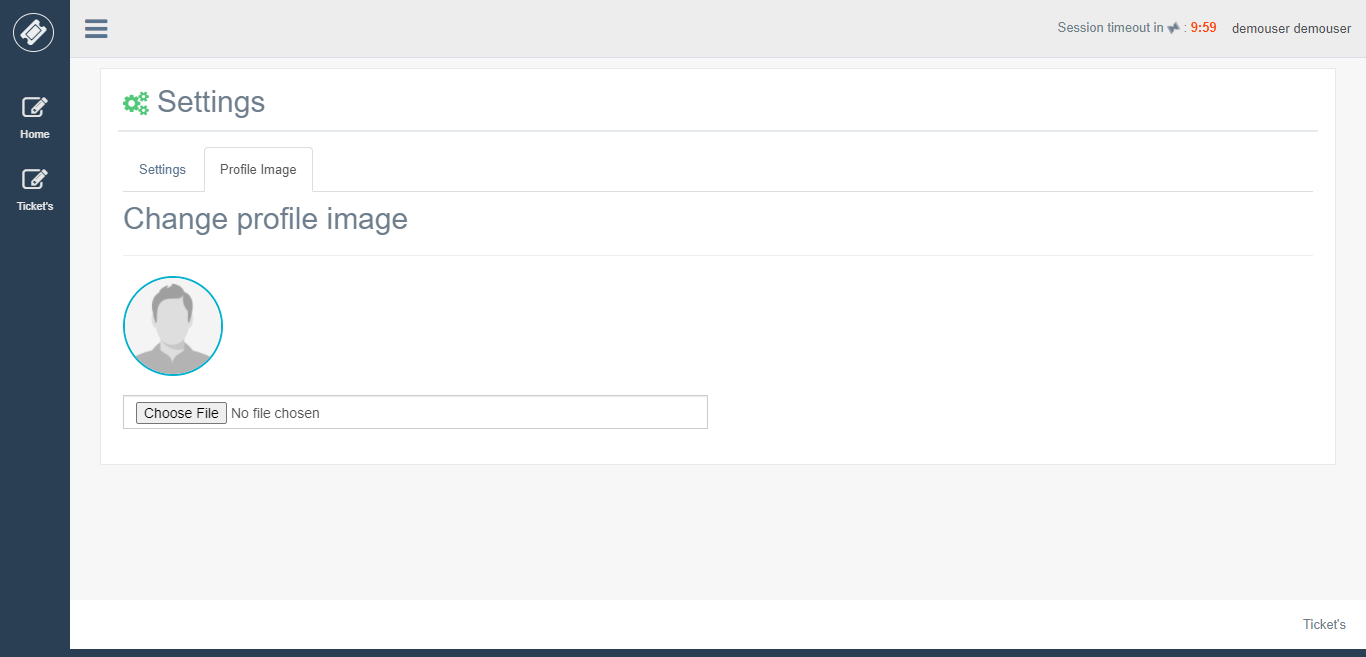 Session timeout in : 9:59 demouser demouser
Home
Ticket's
Settings
Settings Profile Image
Change profile image
Choose File No file chosen
Ticket's